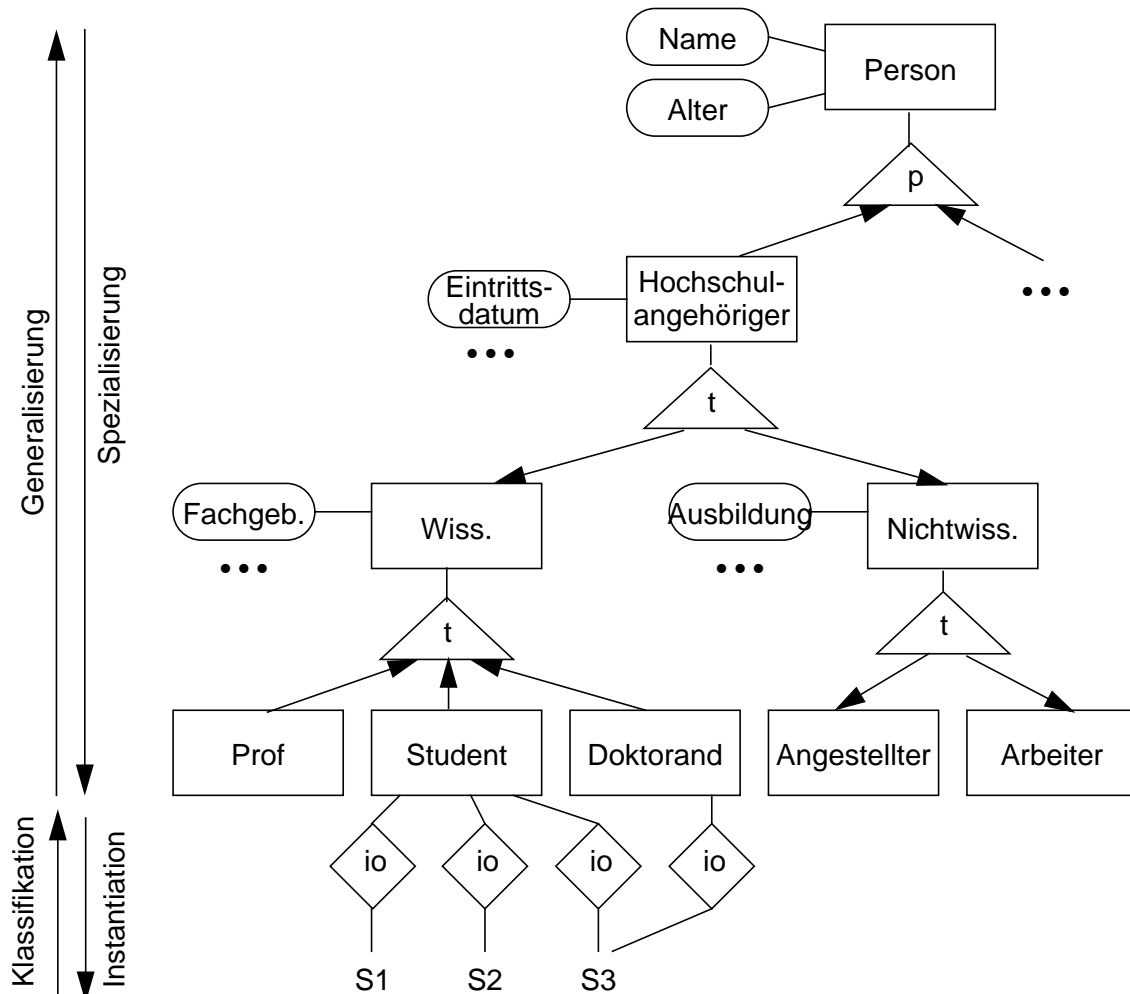 Name
Person
Alter
p
Generalisierung
Spezialisierung
Eintritts-
datum
•••
Hochschul-
angehöriger
•••
t
Fachgeb.
•••
Wiss.
Ausbildung
•••
Nichtwiss.
t
t
Prof
Student
Doktorand
Angestellter
Arbeiter
Klassifikation
Instantiation
io
io
io
io
S1
S2
S3